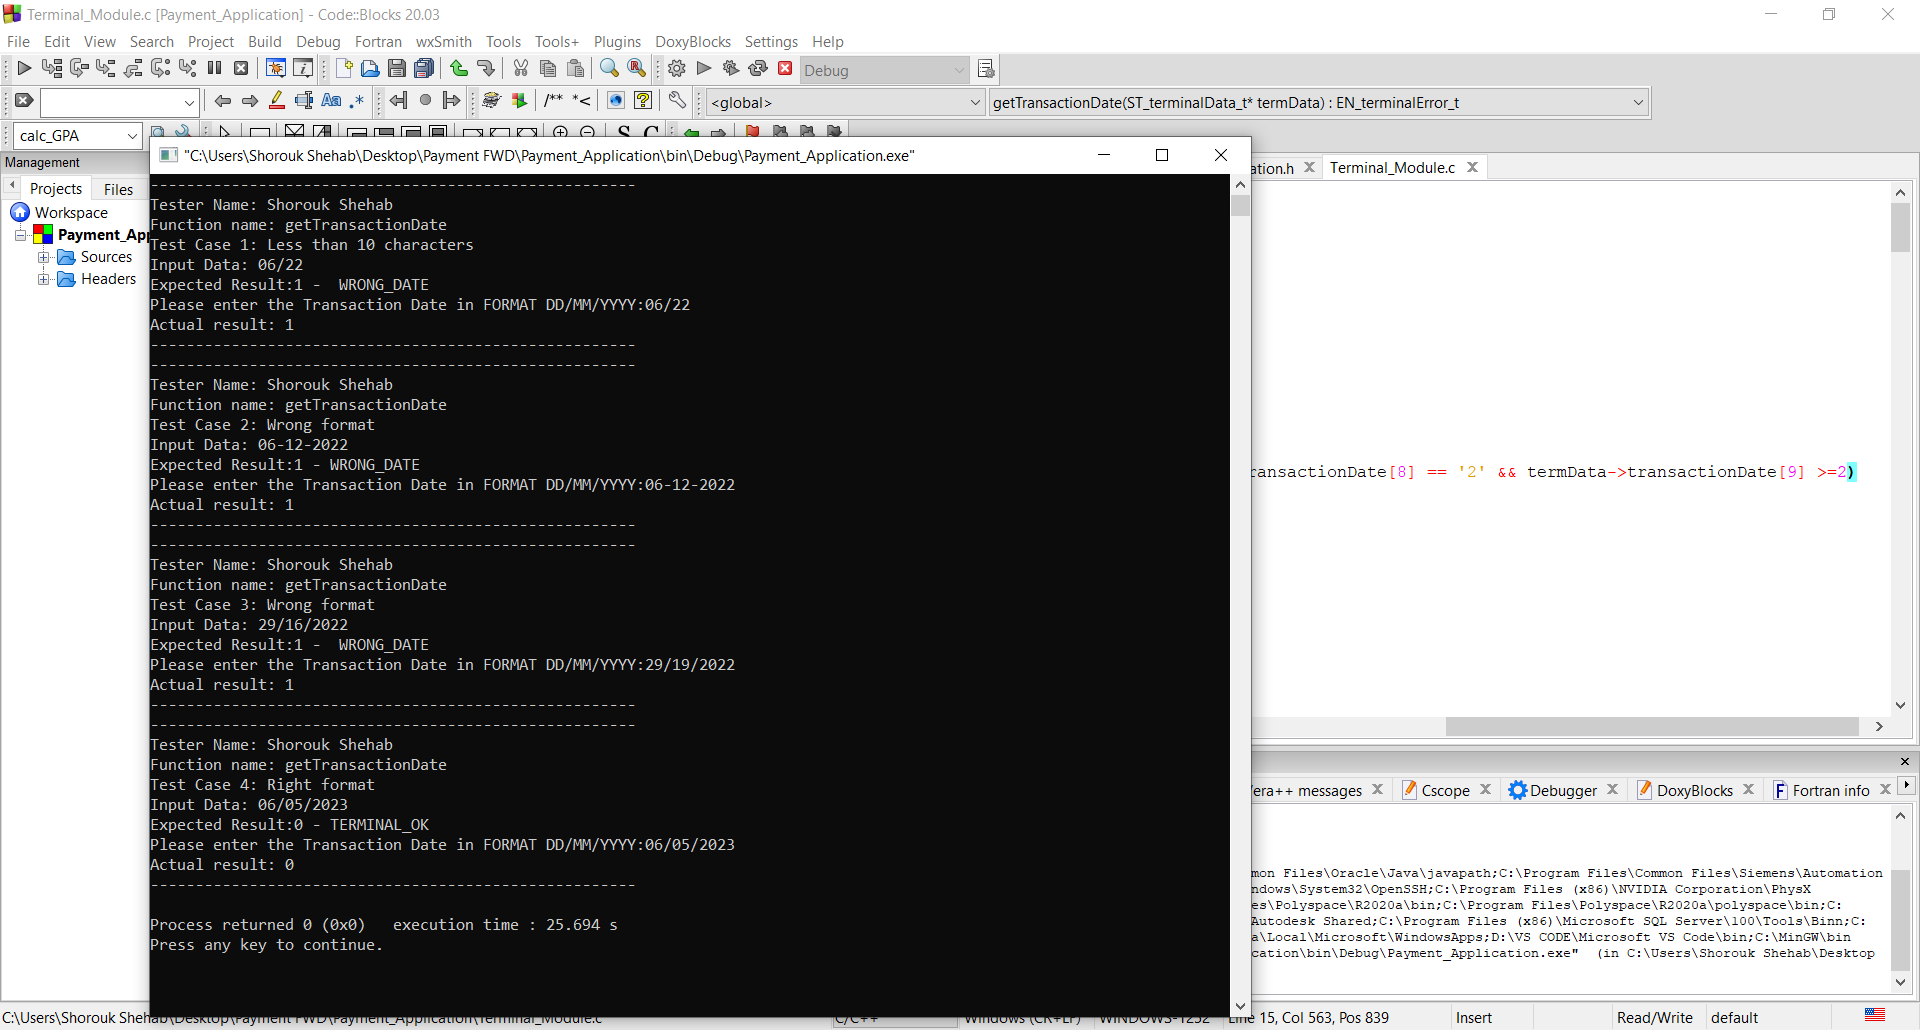 Terminal_Module.c [Payment_Application] - Code::Blocks 20.03
File Edit View Search Project Build Debug Fortran wxSmith Tools Tools+ Plugins DoxyBlocks Settings Help
Debug
<global>
getTransactionDate(ST_terminalData_t* termData) : EN_terminalError_t
calc_GPA
Management
Projects Files
Workspace
Payment_App
Sources
Headers
"C:\Users\Shorouk Shehab\Desktop\Payment FWD\Payment_Application\bin\Debug\Payment_Application.exe"
------------------------------------------------------
Tester Name: Shorouk Shehab
Function name: getTransactionDate
Test Case 1: Less than 10 characters
Input Data: 06/22
Expected Result:1 -  WRONG_DATE
Please enter the Transaction Date in FORMAT DD/MM/YYYY:06/22
Actual result: 1
------------------------------------------------------
------------------------------------------------------
Tester Name: Shorouk Shehab
Function name: getTransactionDate
Test Case 2: Wrong format
Input Data: 06-12-2022
Expected Result:1 - WRONG_DATE
Please enter the Transaction Date in FORMAT DD/MM/YYYY:06-12-2022
Actual result: 1
------------------------------------------------------
------------------------------------------------------
Tester Name: Shorouk Shehab
Function name: getTransactionDate
Test Case 3: Wrong format
Input Data: 29/16/2022
Expected Result:1 -  WRONG_DATE
Please enter the Transaction Date in FORMAT DD/MM/YYYY:29/19/2022
Actual result: 1
------------------------------------------------------
------------------------------------------------------
Tester Name: Shorouk Shehab
Function name: getTransactionDate
Test Case 4: Right format
Input Data: 06/05/2023
Expected Result:0 - TERMINAL_OK
Please enter the Transaction Date in FORMAT DD/MM/YYYY:06/05/2023
Actual result: 0
------------------------------------------------------
Process returned 0 (0x0)   execution time : 25.694 s
Press any key to continue.
ation.h
Terminal_Module.c
ransactionDate[8] == '2' && termData->transactionDate[9] >=2)
era++ messages Cscope Debugger DoxyBlocks Fortran info
mon Files\Oracle\Java\javapath;C:\Program Files\Common Files\Siemens\Automation
ndows\System32\OpenSSH;C:\Program Files (x86)\NVIDIA Corporation\PhysX
es\Polyspace\R2020a\bin;C:\Program Files\Polyspace\R2020a\polyspace\bin;C:
Autodesk Shared;C:\Program Files (x86)\Microsoft SQL Server\100\Tools\Binn;C:
a\Local\Microsoft\WindowsApps;D:\VS CODE\Microsoft VS Code\bin;C:\MinGW\bin
cation\bin\Debug\Payment_Application.exe"  (in C:\Users\Shorouk Shehab\Desktop
C:\Users\Shorouk Shehab\Desktop\Payment FWD\Payment_Application\Terminal_Module.c
C/C++
Windows (CR+LF)
WINDOWS-1252
Line 15, Col 563, Pos 839
Insert
Read/Write
default